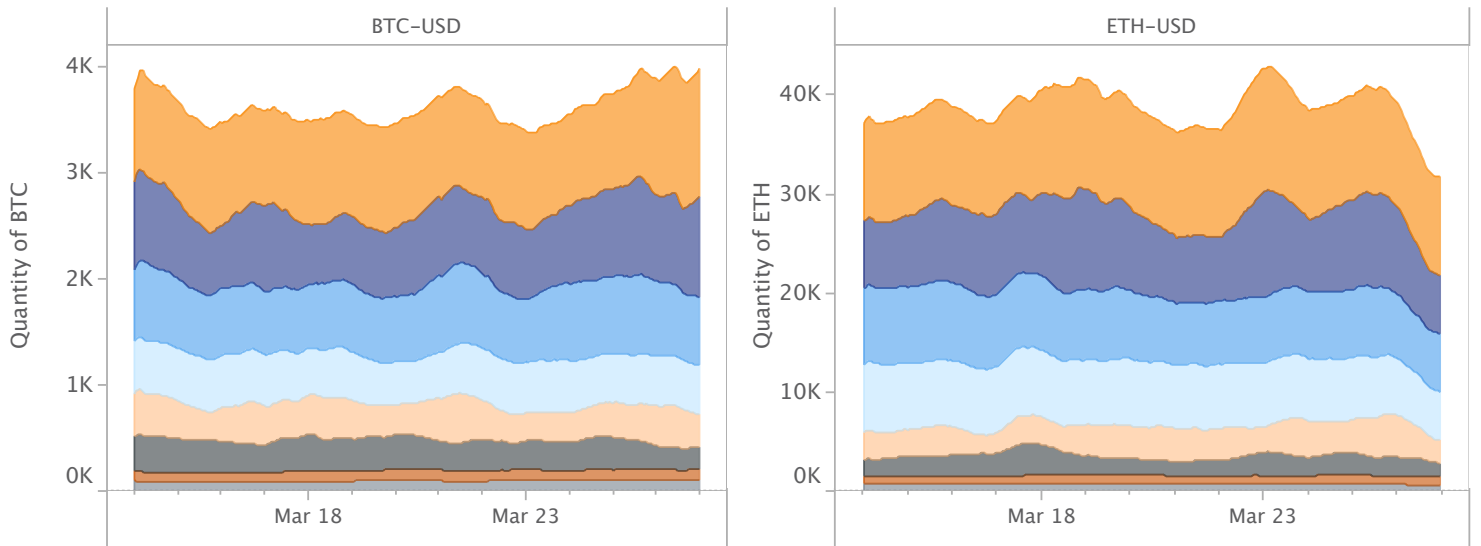 BTC–USD
ETH–USD
Quantity of BTC
4K
3K
2K
1K
0K
Mar 18
Mar 23
Quantity of ETH
40K
30K
20K
10K
0K
Mar 18
Mar 23